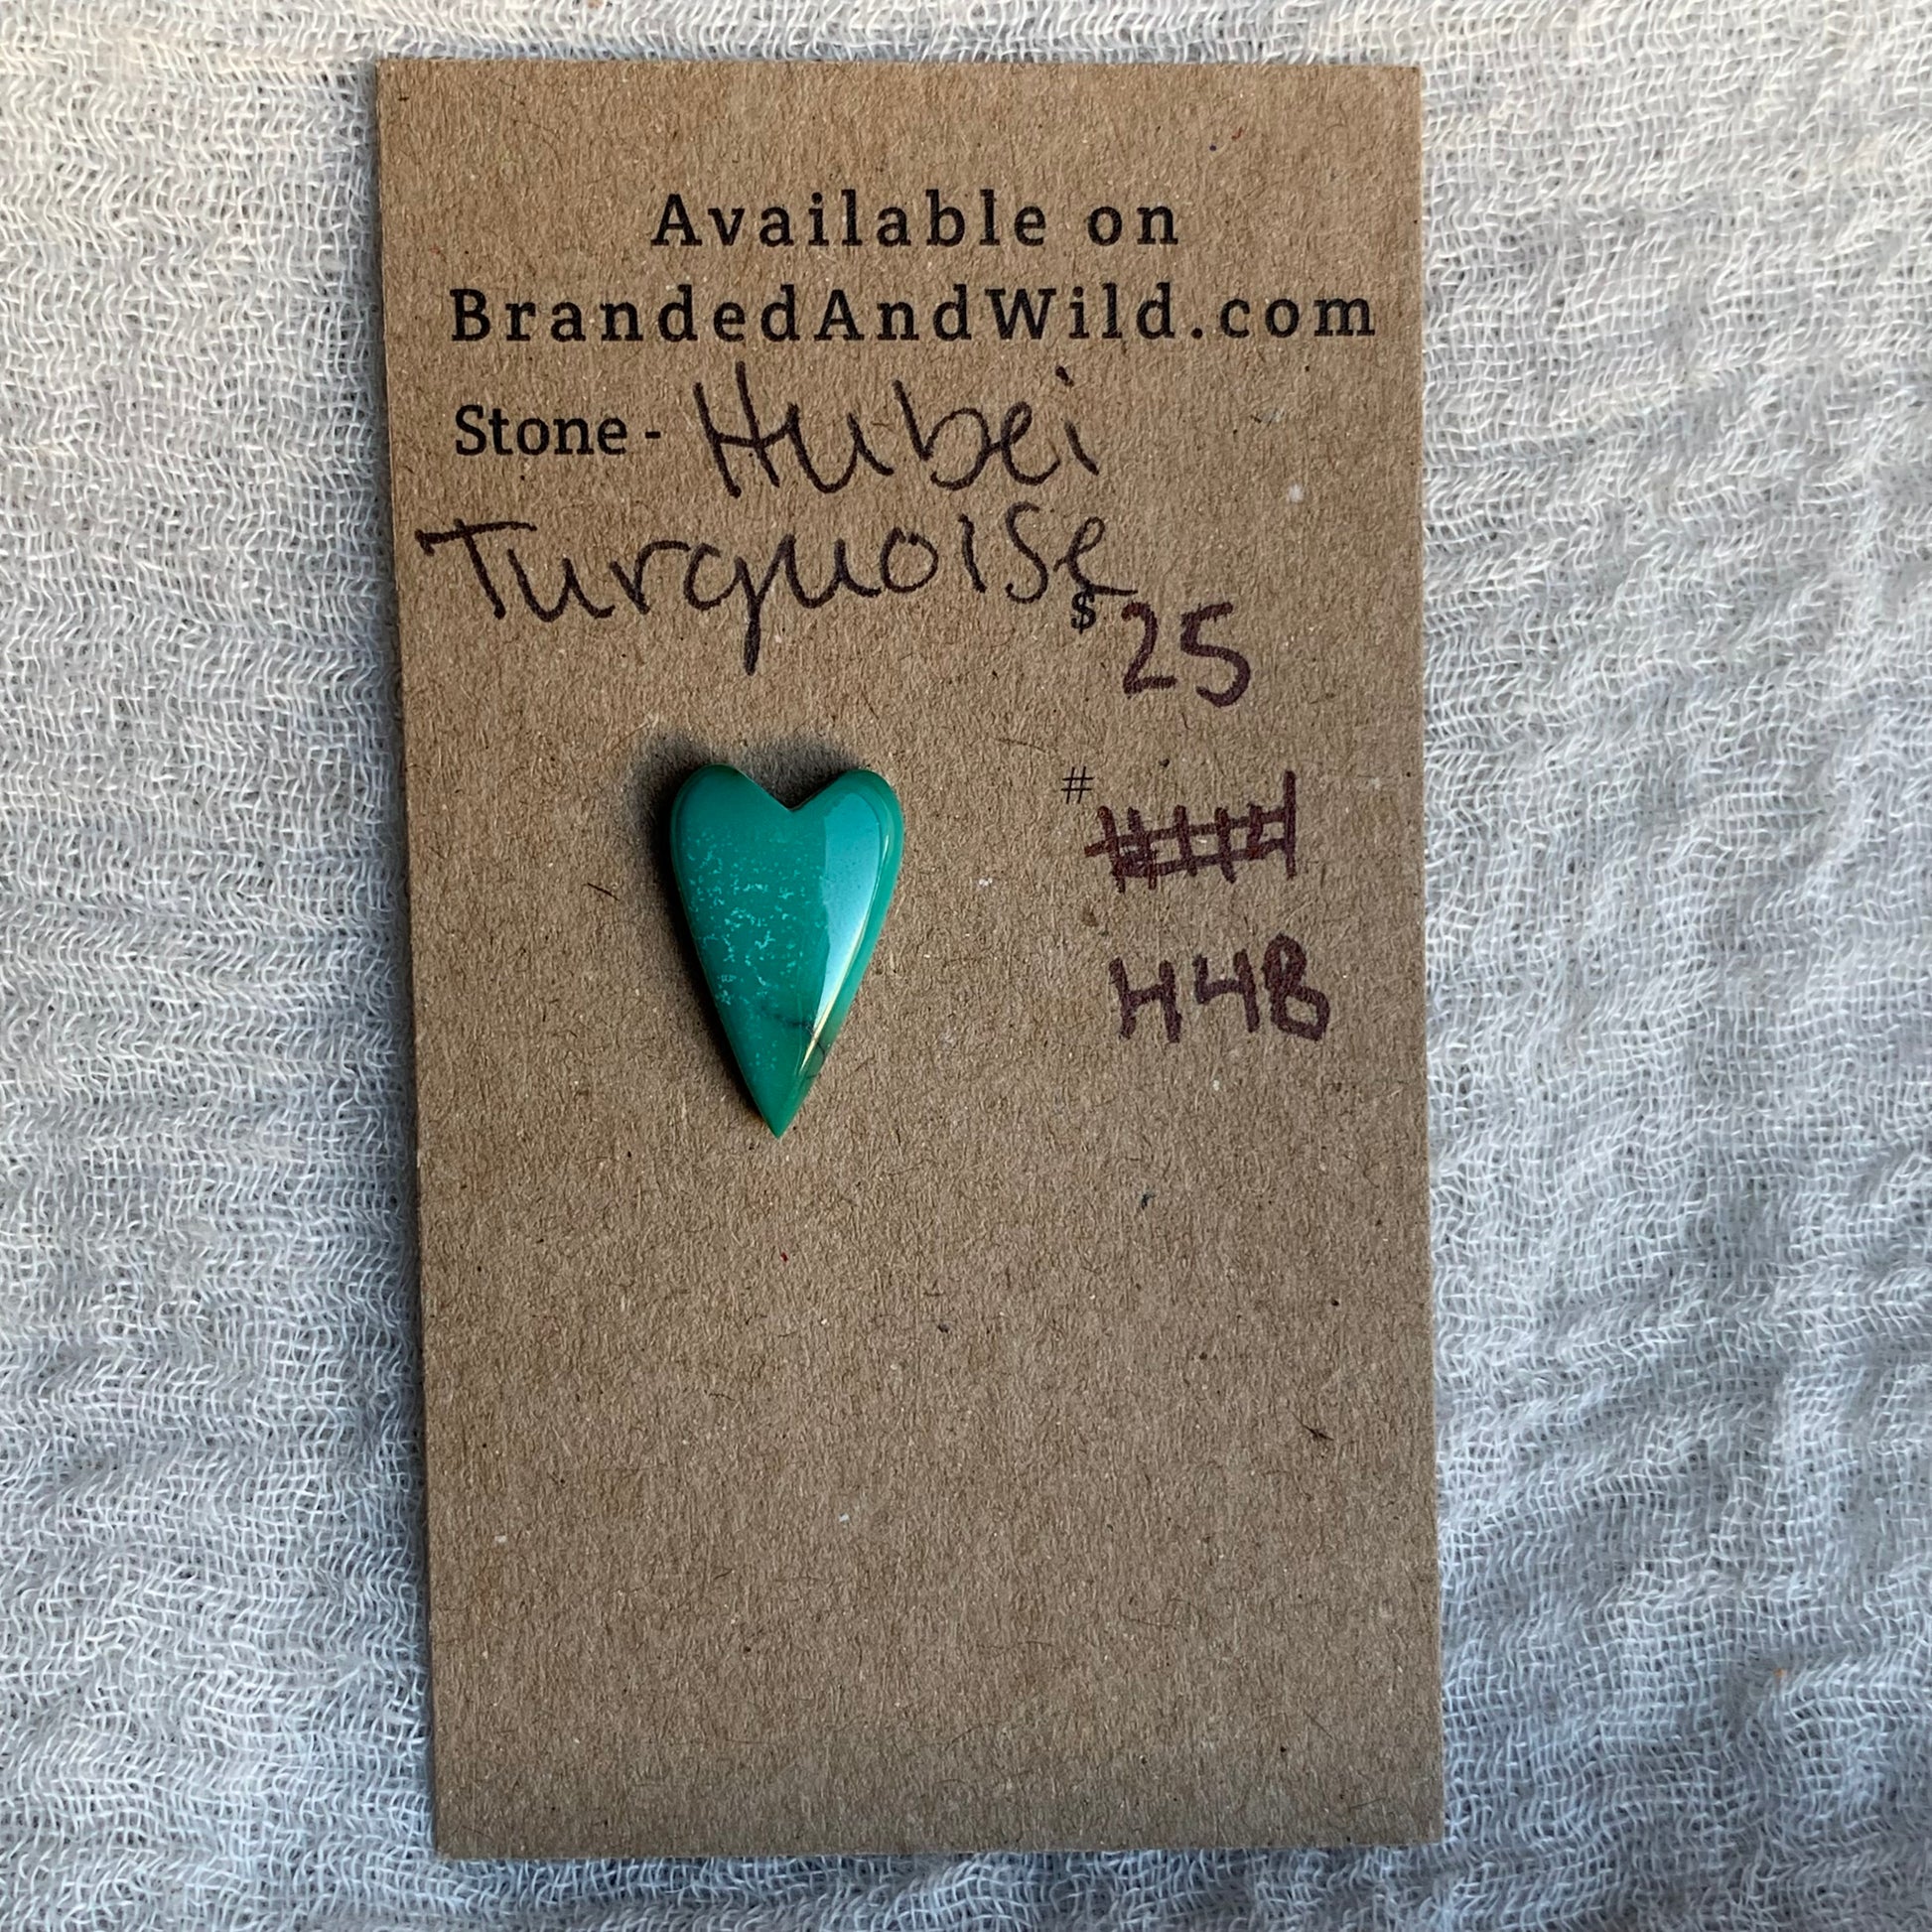 Available on
BrandedAndWild.com
Stone - Hubei
Turquoise
$ 25
#
H48